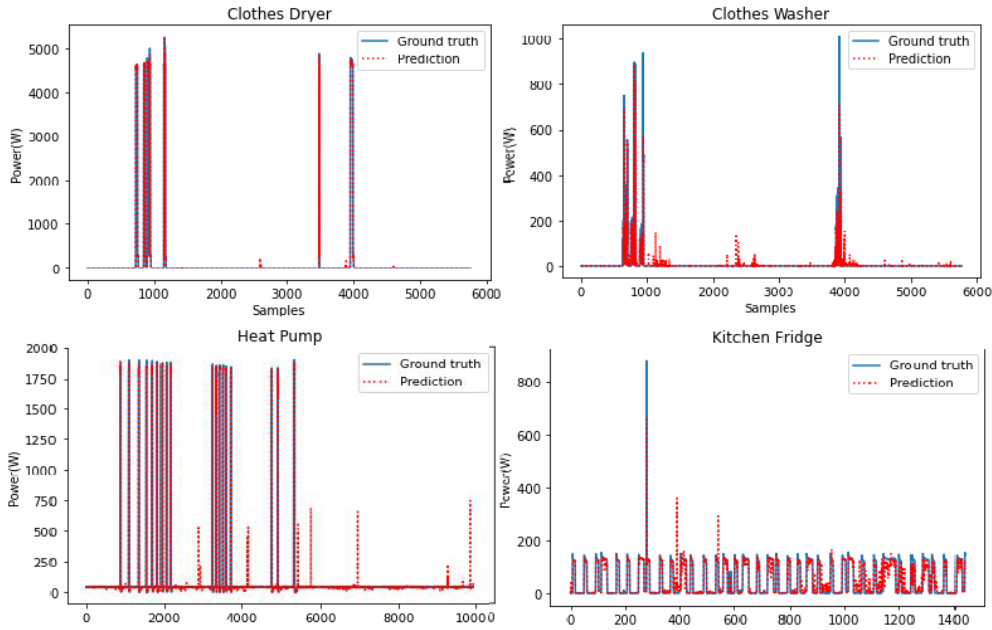 Clothes Dryer
Power(W)
5000
4000
3000
2000
1000
0
Ground truth
Prediction
0 1000 2000 3000 4000 5000 6000
Samples
Clothes Washer
Power(W)
1000
800
600
400
200
0
Ground truth
Prediction
0 1000 2000 3000 4000 5000 6000
Samples
Heat Pump
Power(W)
2000
1750
1500
1250
1000
750
500
250
0
Ground truth
Prediction
0 2000 4000 6000 8000 10000
Samples
Kitchen Fridge
Power(W)
800
600
400
200
0
Ground truth
Prediction
0 200 400 600 800 1000 1200 1400